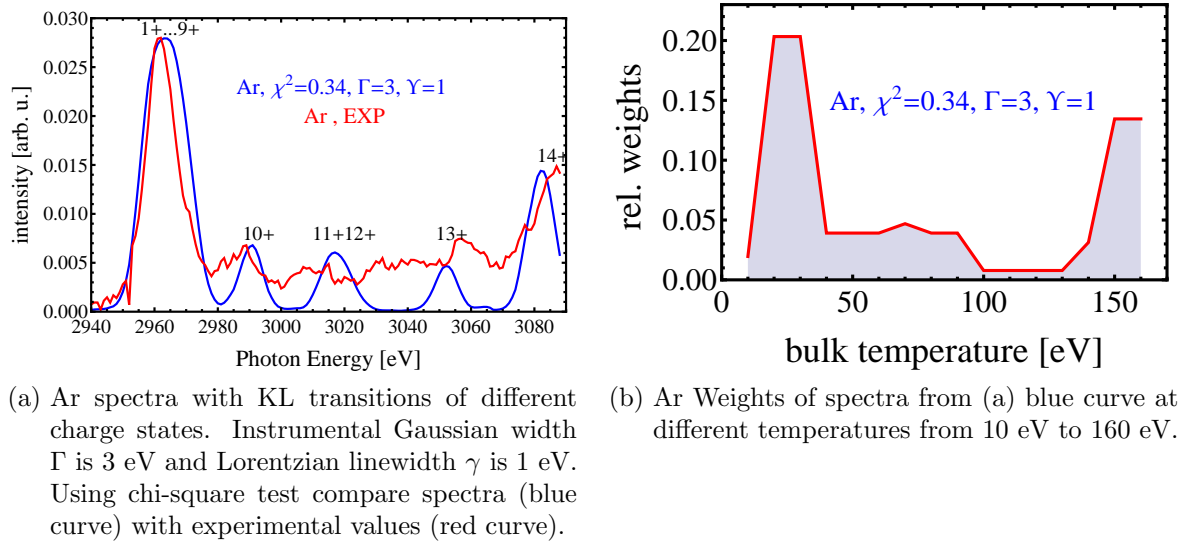 0.030
0.025
0.020
0.015
0.010
0.005
0.000
intensity [arb. u.]
1+...9+
Ar, χ²=0.34, Γ=3, ϒ=1
Ar , EXP
10+
11+12+
13+
14+
2940 2960 2980 3000 3020 3040 3060 3080
Photon Energy [eV]
(a) Ar spectra with KL transitions of different
charge states. Instrumental Gaussian width
Γ is 3 eV and Lorentzian linewidth γ is 1 eV.
Using chi-square test compare spectra (blue
curve) with experimental values (red curve).
0.20
0.15
0.10
0.05
0.00
rel. weights
Ar, χ²=0.34, Γ=3, ϒ=1
0 50 100 150
bulk temperature [eV]
(b) Ar Weights of spectra from (a) blue curve at
different temperatures from 10 eV to 160 eV.